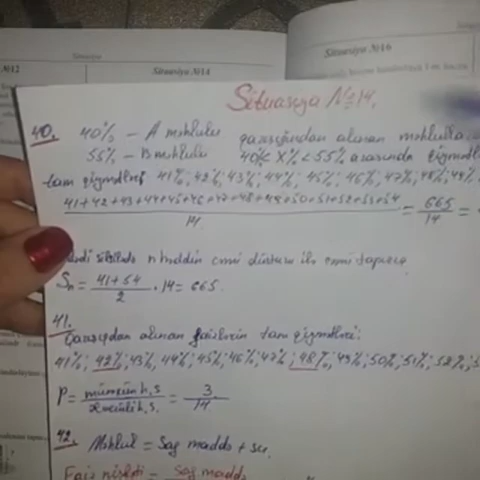 Situasiya №16
№12
Situasiya №14
Situasiya №14.
40. 40% – A məhlulu qarışığından alınan məhlulla
55% – B məhlulu 40% < X% < 55% arasında qiymətlə
tam qiymətləri 41%; 42%; 43%; 44%; 45%; 46%; 47%; 48%; 49%
41+42+43+44+45+46+47+48+49+50+51+52+53+54 / 14 = 665 / 14 =
n həddin cəmi düsturu ilə cəmi tapırıq
Sn = 41+54 / 2 · 14 = 665.
41.
Qarışıqdan alınan faizlərin tam qiymətləri:
41%; 42%; 43%; 44%; 45%; 46%; 47%; 48%; 49%; 50%; 51%; 52%;
P = mümkün h.s / h.s. = 3 / 14
42. Məhlul = Saf maddə + su.
Faiz nisbəti = Saf maddə